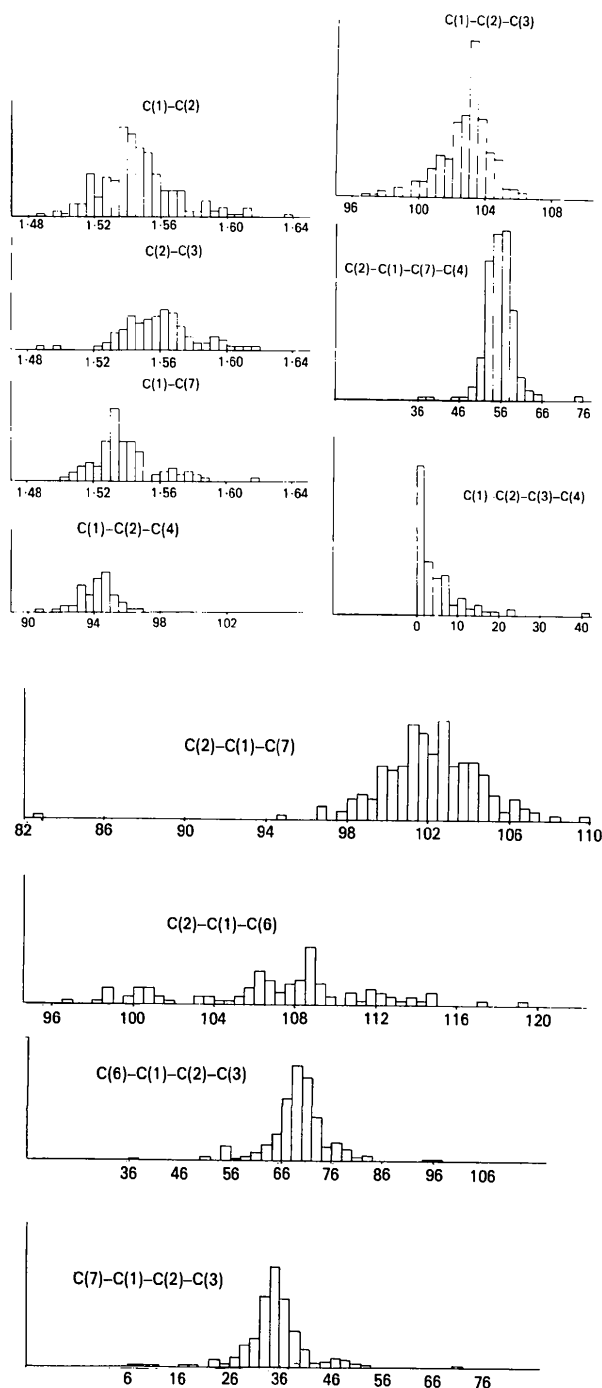 C(1)–C(2)
1·48 1·52 1·56 1·60 1·64
C(2)–C(3)
1·48 1·52 1·56 1·60 1·64
C(1)–C(7)
1·48 1·52 1·56 1·60 1·64
C(1)–C(2)–C(4)
90 94 98 102
C(1)–C(2)–C(3)
96 100 104 108
C(2)–C(1)–C(7)–C(4)
36 46 56 66 76
C(1) C(2)–C(3)–C(4)
0 10 20 30 40
C(2)–C(1)–C(7)
82 86 90 94 98 102 106 110
C(2)–C(1)–C(6)
96 100 104 108 112 116 120
C(6)–C(1)–C(2)–C(3)
36 46 56 66 76 86 96 106
C(7)–C(1)–C(2)–C(3)
6 16 26 36 46 56 66 76